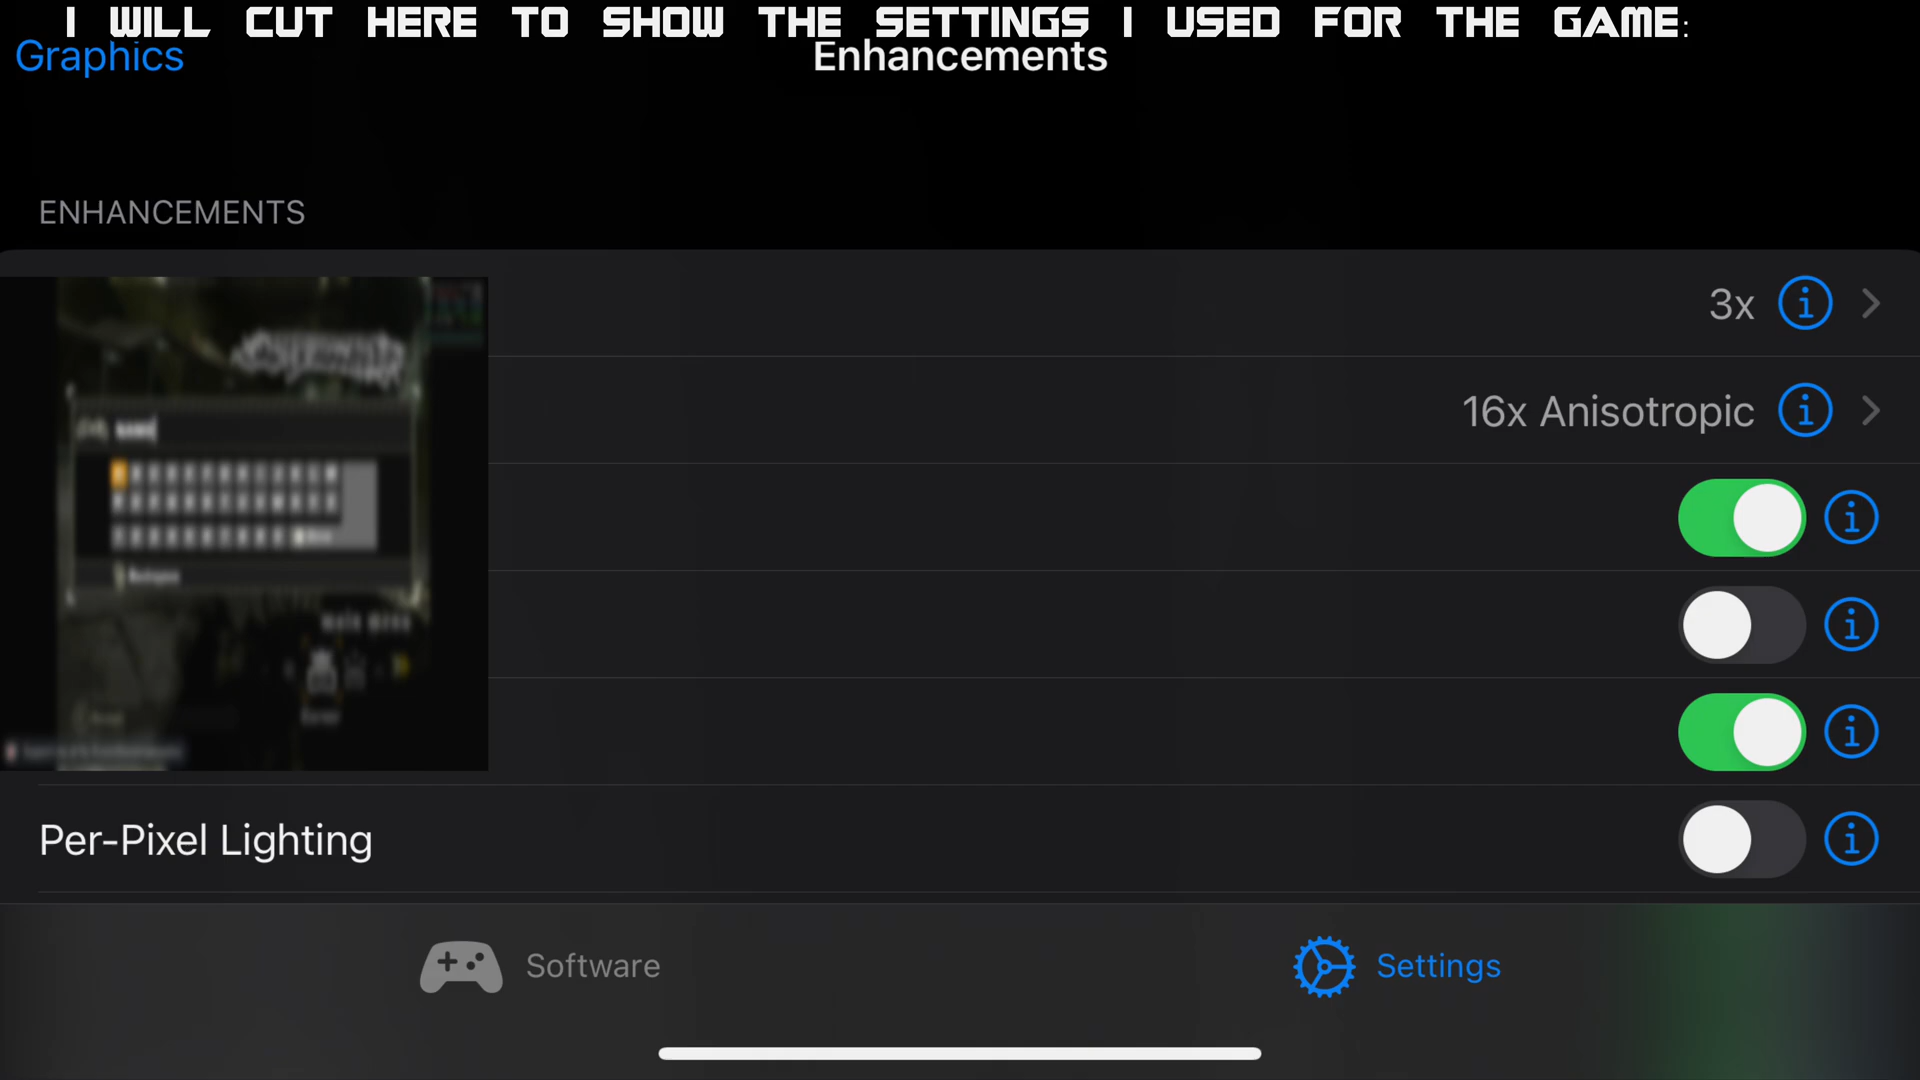 I WILL CUT HERE TO SHOW THE SETTINGS I USED FOR THE GAME:
Graphics
Enhancements
ENHANCEMENTS
3x
16x Anisotropic
Per-Pixel Lighting
Software
Settings